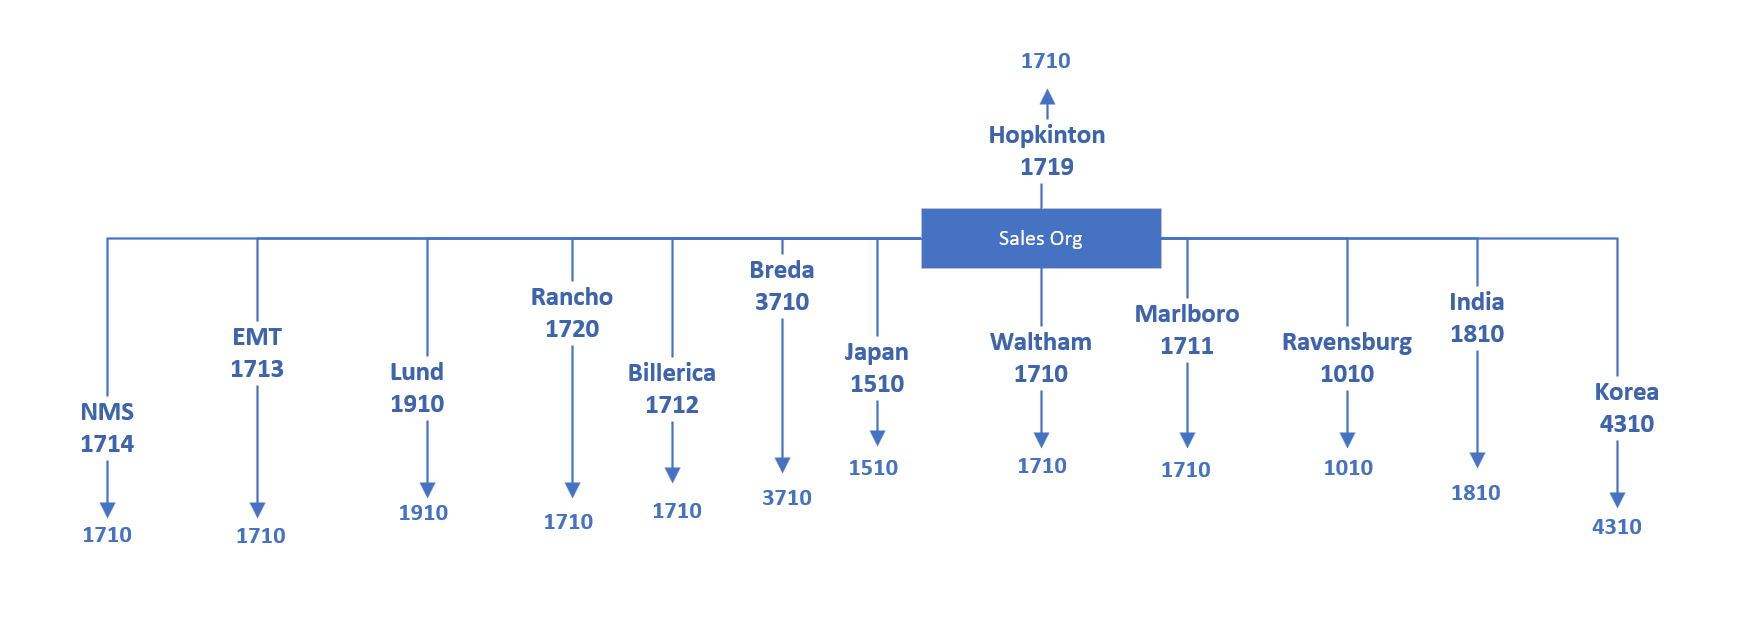 1710
Hopkinton
1719
Sales Org
NMS
1714
1710
EMT
1713
1710
Lund
1910
1910
Rancho
1720
1710
Billerica
1712
1710
Breda
3710
3710
Japan
1510
1510
Waltham
1710
1710
Marlboro
1711
1710
Ravensburg
1010
1010
India
1810
1810
Korea
4310
4310